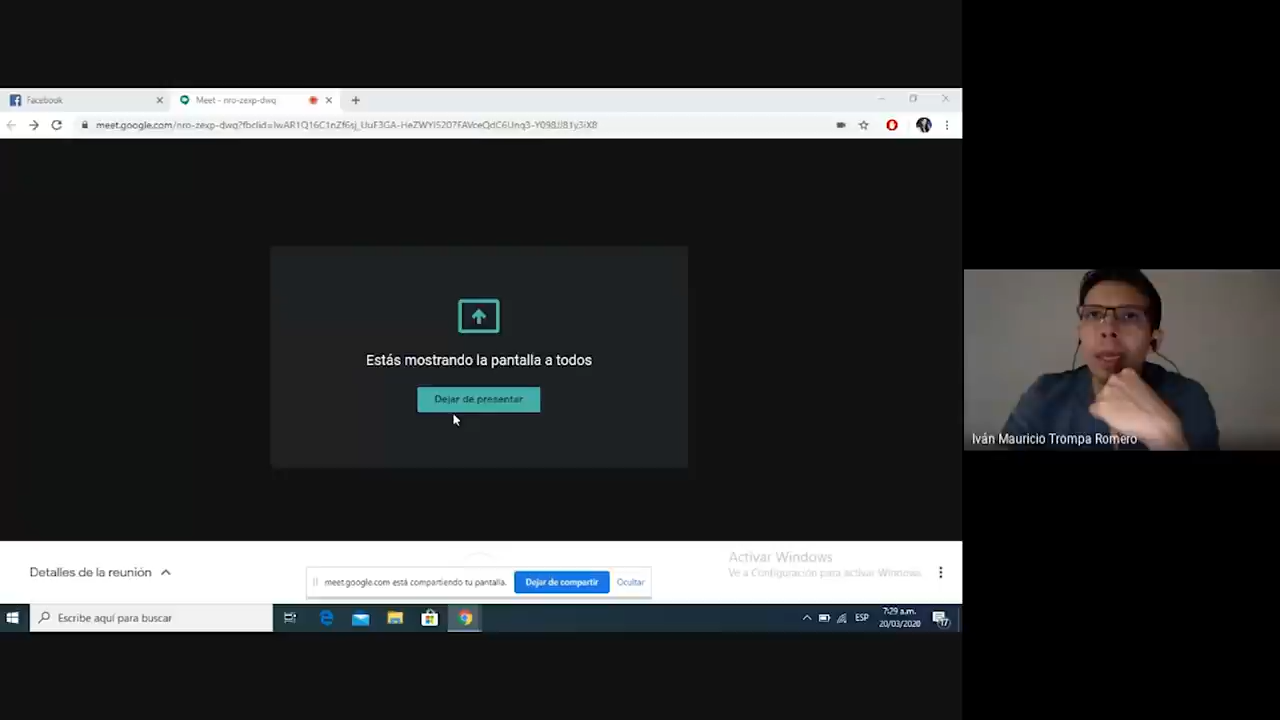 Facebook
Meet - nro-zexp-dwq
Estás mostrando la pantalla a todos
Dejar de presentar
Iván Mauricio Trompa Romero
Activar Windows
Ve a Configuración para activar Windows.
Detalles de la reunión
meet.google.com está compartiendo tu pantalla.
Dejar de compartir
Ocultar
Escribe aquí para buscar
ESP
7:29 a.m.
20/03/2020
17